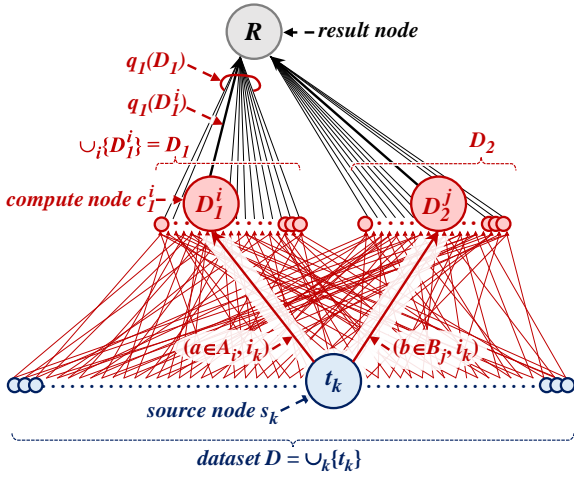 R
result node
q₁(D₁)
q₁(D₁ⁱ)
∪ᵢ{D₁ⁱ} = D₁
D₂
compute node c₁ⁱ
D₁ⁱ
D₂ʲ
(a∈Aᵢ, iₖ)
(b∈Bⱼ, iₖ)
tₖ
source node sₖ
dataset D = ∪ₖ{tₖ}